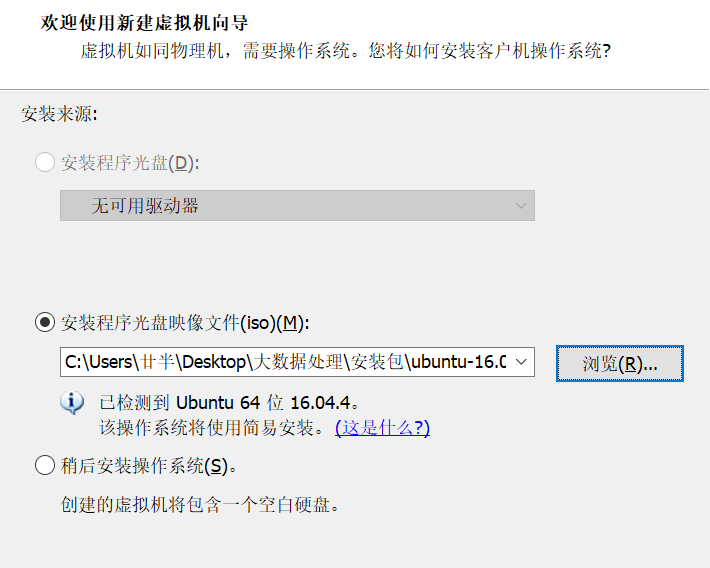 欢迎使用新建虚拟机向导
虚拟机如同物理机，需要操作系统。您将如何安装客户机操作系统?
安装来源:
安装程序光盘(D):
无可用驱动器
安装程序光盘映像文件(iso)(M):
C:\Users\廿半\Desktop\大数据处理\安装包\ubuntu-16.0
浏览(R)...
已检测到 Ubuntu 64 位 16.04.4。
该操作系统将使用简易安装。(这是什么?)
稍后安装操作系统(S)。
创建的虚拟机将包含一个空白硬盘。